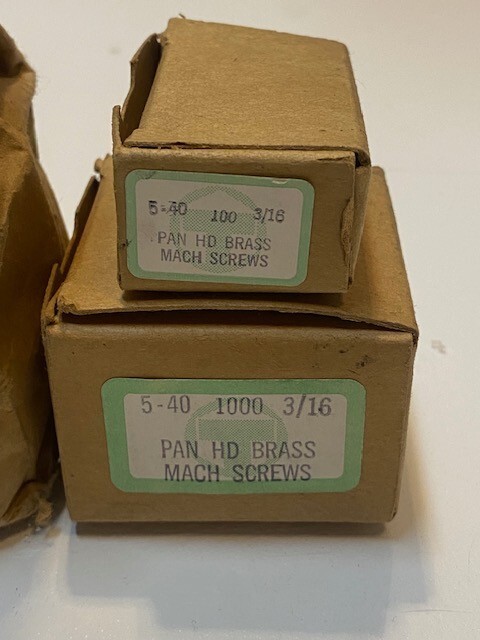 5-40 100 3/16
PAN HD BRASS
MACH SCREWS
5-40 1000 3/16
PAN HD BRASS
MACH SCREWS